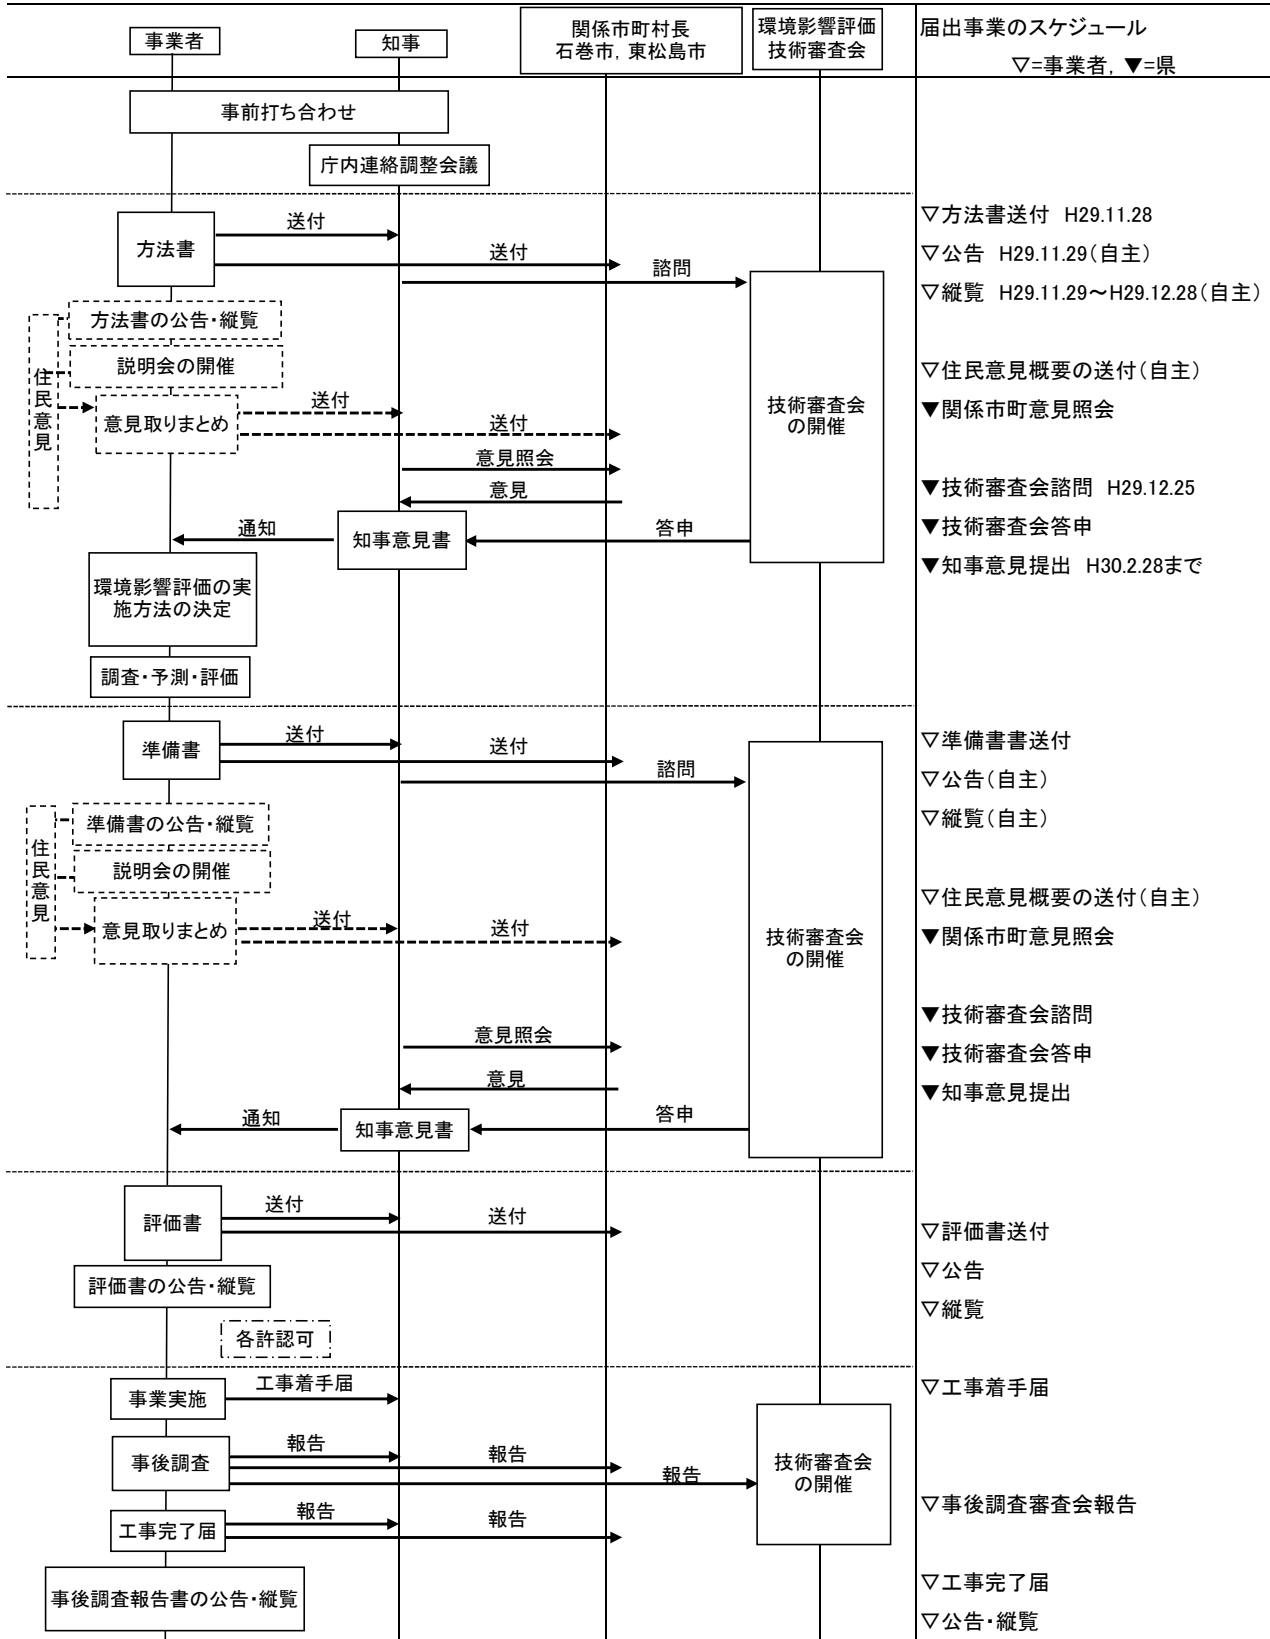 事業者
知事
関係市町村長
石巻市，東松島市
環境影響評価
技術審査会
届出事業のスケジュール
▽=事業者，▼=県
事前打ち合わせ
庁内連絡調整会議
方法書
送付
送付
諮問
▽方法書送付 H29.11.28
▽公告 H29.11.29（自主）
▽縦覧 H29.11.29～H29.12.28（自主）
住民意見
方法書の公告・縦覧
説明会の開催
意見取りまとめ
送付
送付
技術審査会
の開催
▽住民意見概要の送付（自主）
▼関係市町意見照会
意見照会
意見
▼技術審査会諮問 H29.12.25
通知
知事意見書
答申
▼技術審査会答申
▼知事意見提出 H30.2.28まで
環境影響評価の実
施方法の決定
調査・予測・評価
準備書
送付
送付
諮問
▽準備書書送付
▽公告（自主）
▽縦覧（自主）
住民意見
準備書の公告・縦覧
説明会の開催
意見取りまとめ
送付
送付
技術審査会
の開催
▽住民意見概要の送付（自主）
▼関係市町意見照会
意見照会
意見
▼技術審査会諮問
▼技術審査会答申
▼知事意見提出
通知
知事意見書
答申
評価書
送付
送付
▽評価書送付
評価書の公告・縦覧
▽公告
▽縦覧
各許認可
事業実施
工事着手届
▽工事着手届
事後調査
報告
報告
報告
技術審査会
の開催
▽事後調査審査会報告
工事完了届
報告
報告
事後調査報告書の公告・縦覧
▽工事完了届
▽公告・縦覧